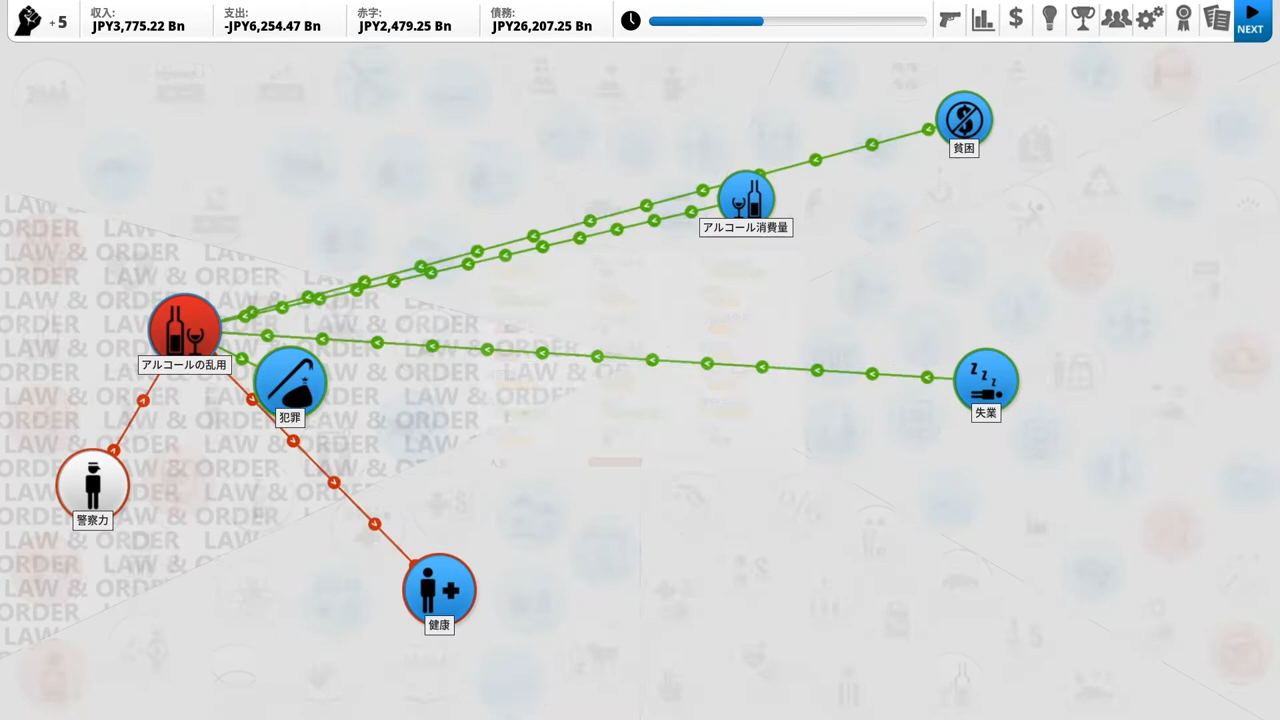 + 5
収入:
JPY3,775.22 Bn
支出:
-JPY6,254.47 Bn
赤字:
JPY2,479.25 Bn
債務:
JPY26,207.25 Bn
NEXT
貧困
アルコール消費量
アルコールの乱用
犯罪
失業
警察力
健康
LAW & ORDER LAW & ORDER